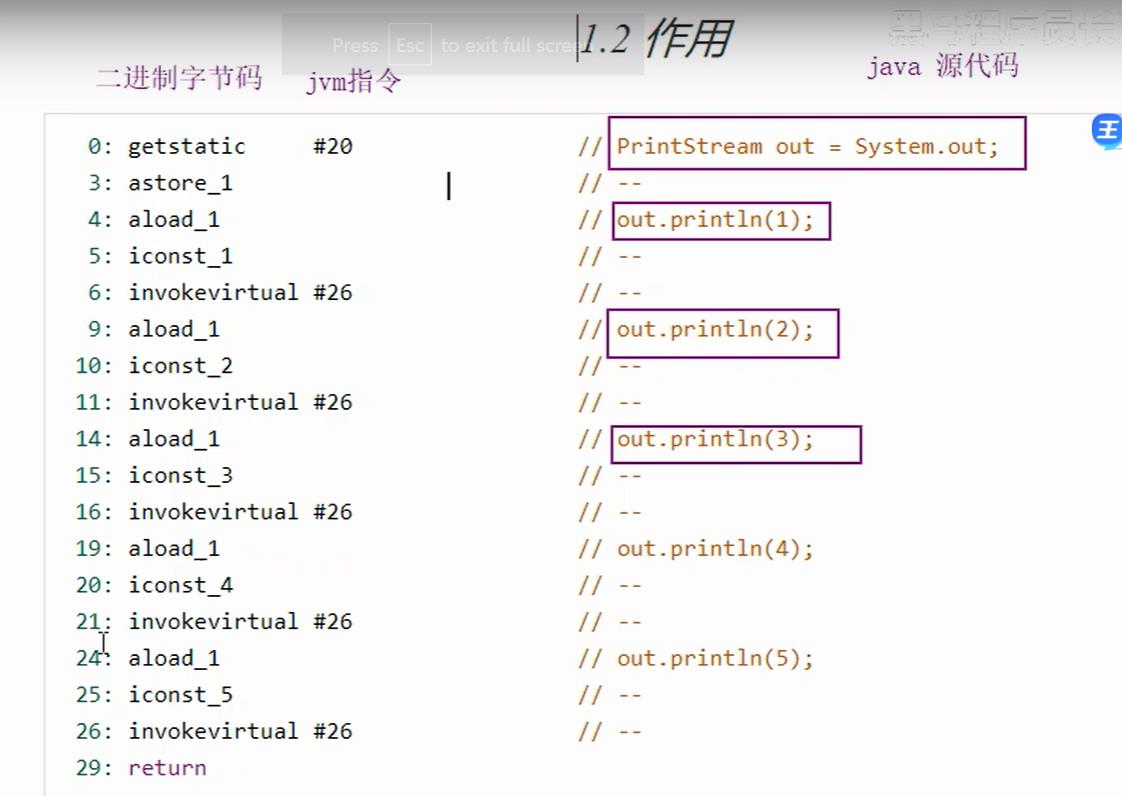 Press Esc to exit full screen
1.2 作用
二进制字节码 jvm指令 java 源代码
王
0: getstatic #20 // PrintStream out = System.out;
3: astore_1 // --
4: aload_1 // out.println(1);
5: iconst_1 // --
6: invokevirtual #26 // --
9: aload_1 // out.println(2);
10: iconst_2 // --
11: invokevirtual #26 // --
14: aload_1 // out.println(3);
15: iconst_3 // --
16: invokevirtual #26 // --
19: aload_1 // out.println(4);
20: iconst_4 // --
21: invokevirtual #26 // --
24: aload_1 // out.println(5);
25: iconst_5 // --
26: invokevirtual #26 // --
29: return